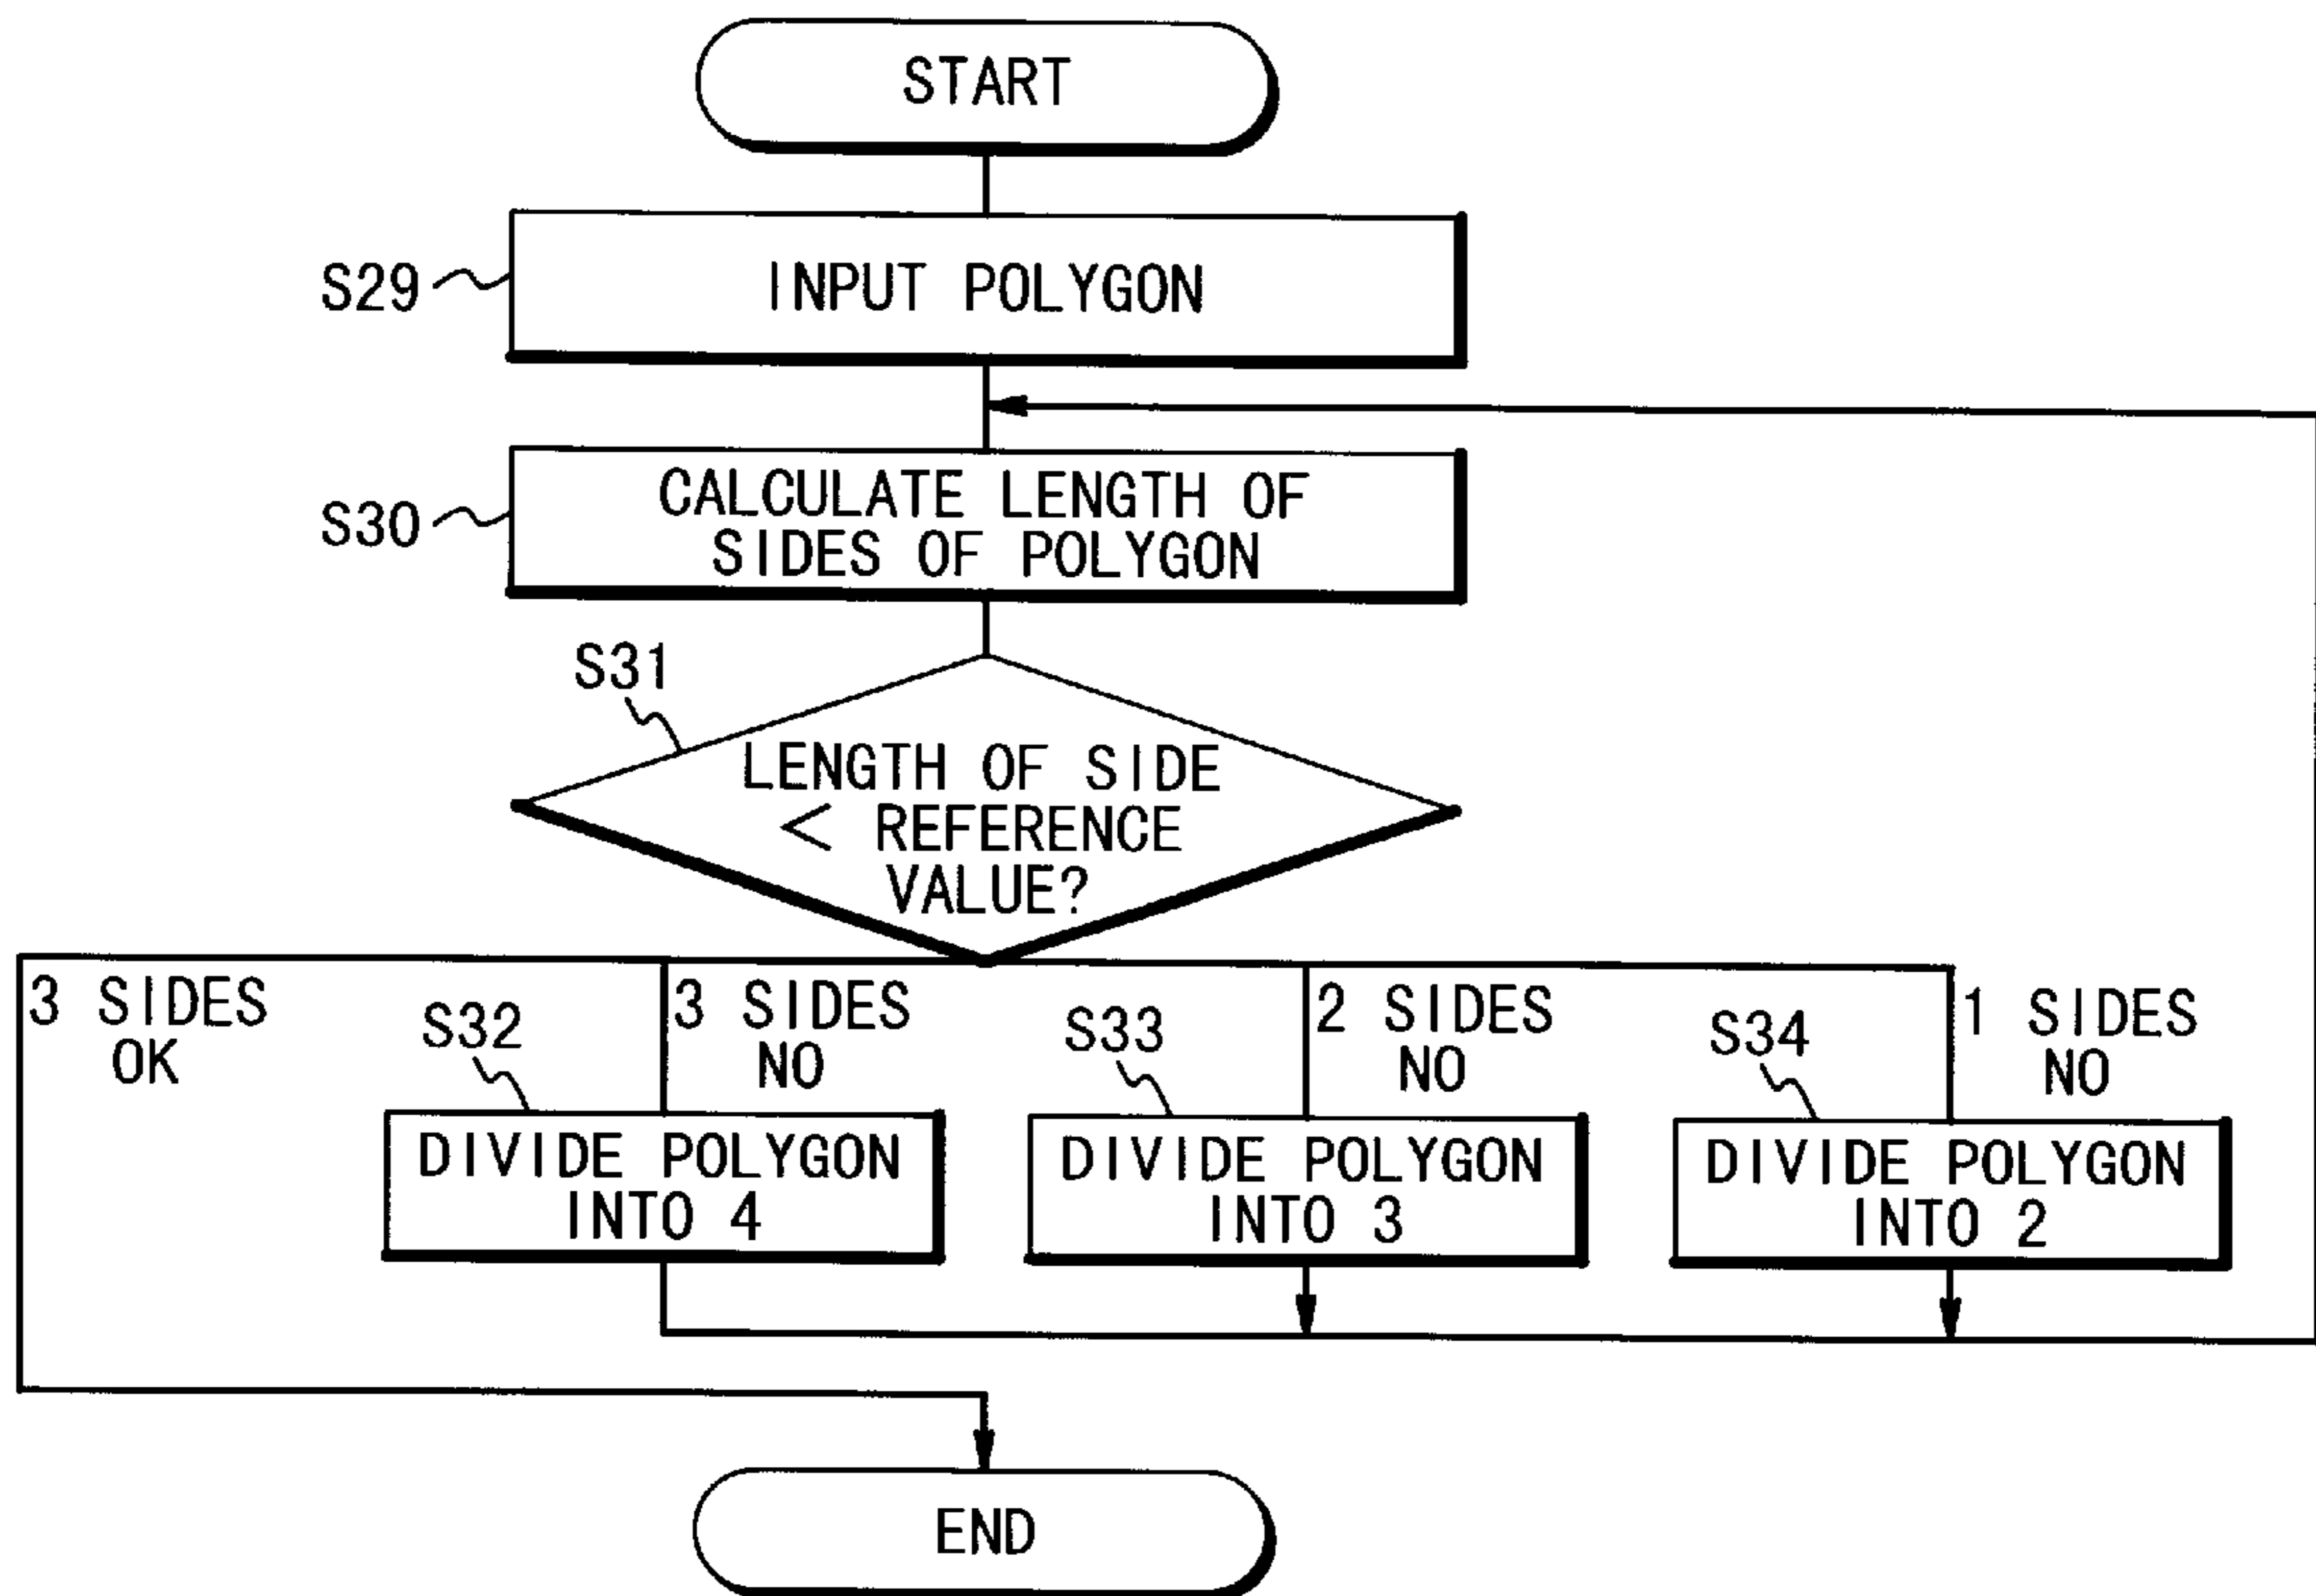 START
S29
INPUT POLYGON
S30
CALCULATE LENGTH OF
SIDES OF POLYGON
S31
LENGTH OF SIDE
< REFERENCE
VALUE?
3 SIDES
OK
S32
3 SIDES
NO
S33
2 SIDES
NO
S34
1 SIDES
NO
DIVIDE POLYGON
INTO 4
DIVIDE POLYGON
INTO 3
DIVIDE POLYGON
INTO 2
END